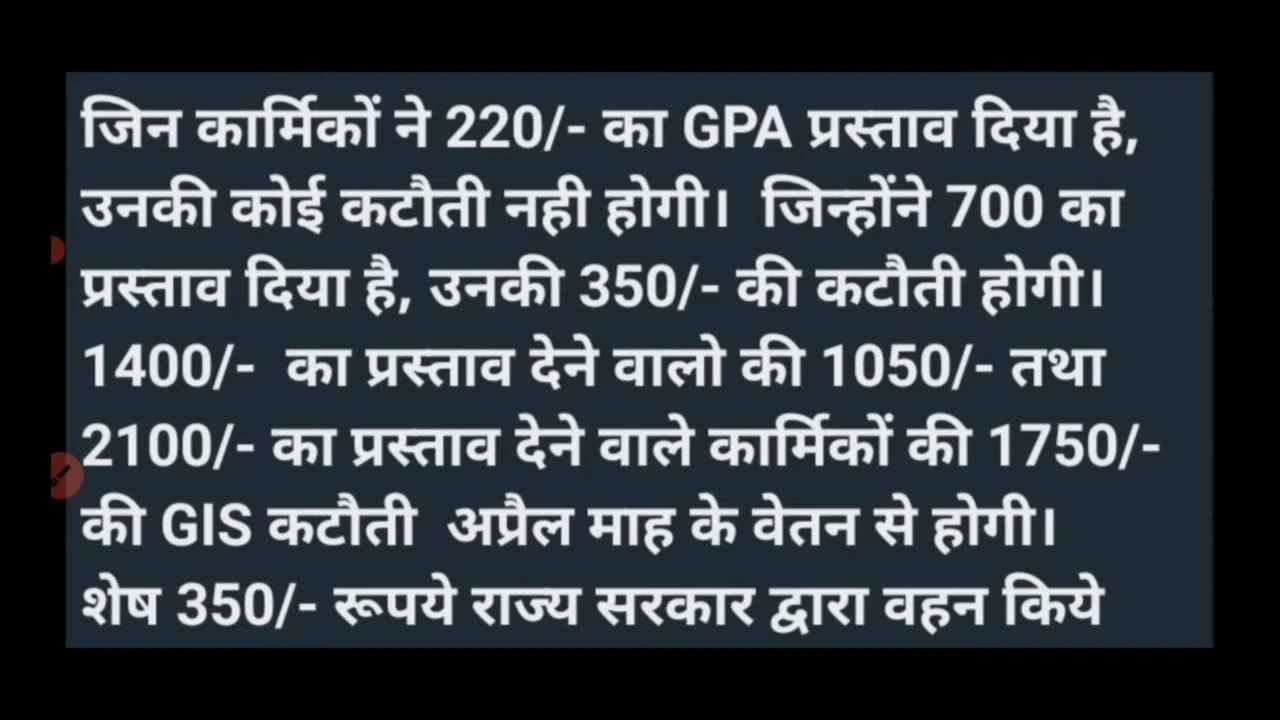 जिन कार्मिकों ने 220/- का GPA प्रस्ताव दिया है,
उनकी कोई कटौती नही होगी। जिन्होंने 700 का
प्रस्ताव दिया है, उनकी 350/- की कटौती होगी।
1400/- का प्रस्ताव देने वालो की 1050/- तथा
2100/- का प्रस्ताव देने वाले कार्मिकों की 1750/-
की GIS कटौती अप्रैल माह के वेतन से होगी।
शेष 350/- रूपये राज्य सरकार द्वारा वहन किये